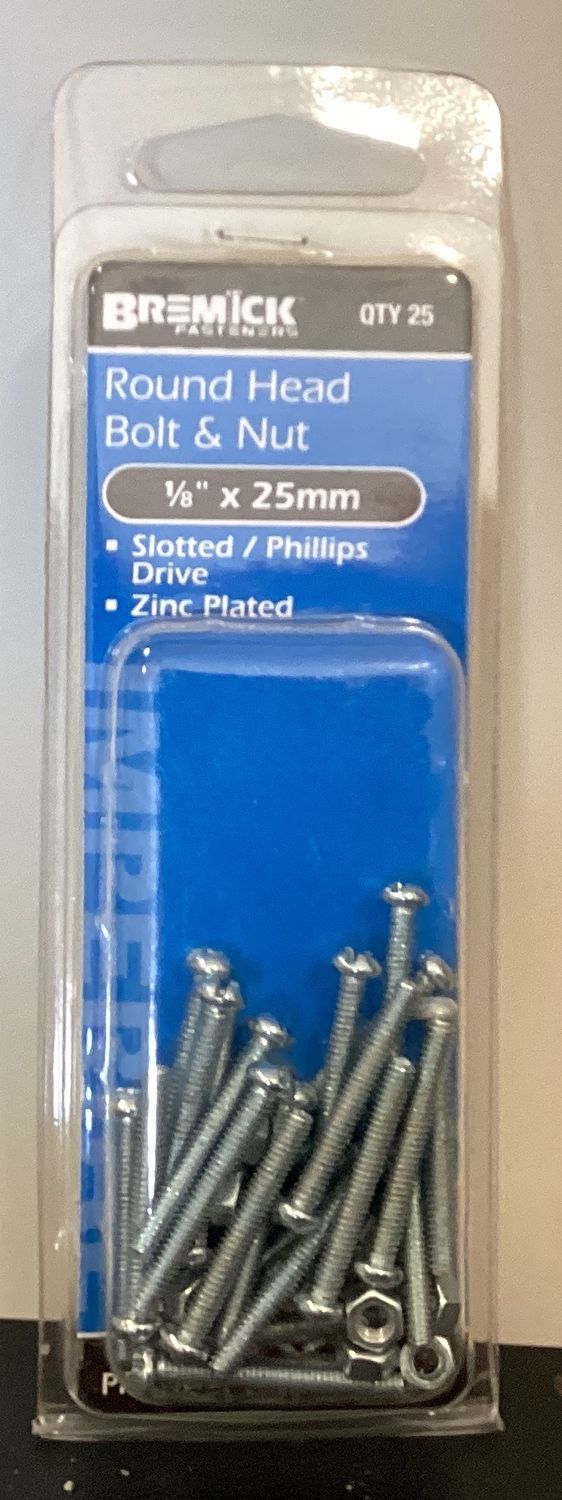 BREMICK
FASTENERS
QTY 25
Round Head
Bolt & Nut
⅛" x 25mm
▪ Slotted / Phillips
Drive
▪ Zinc Plated